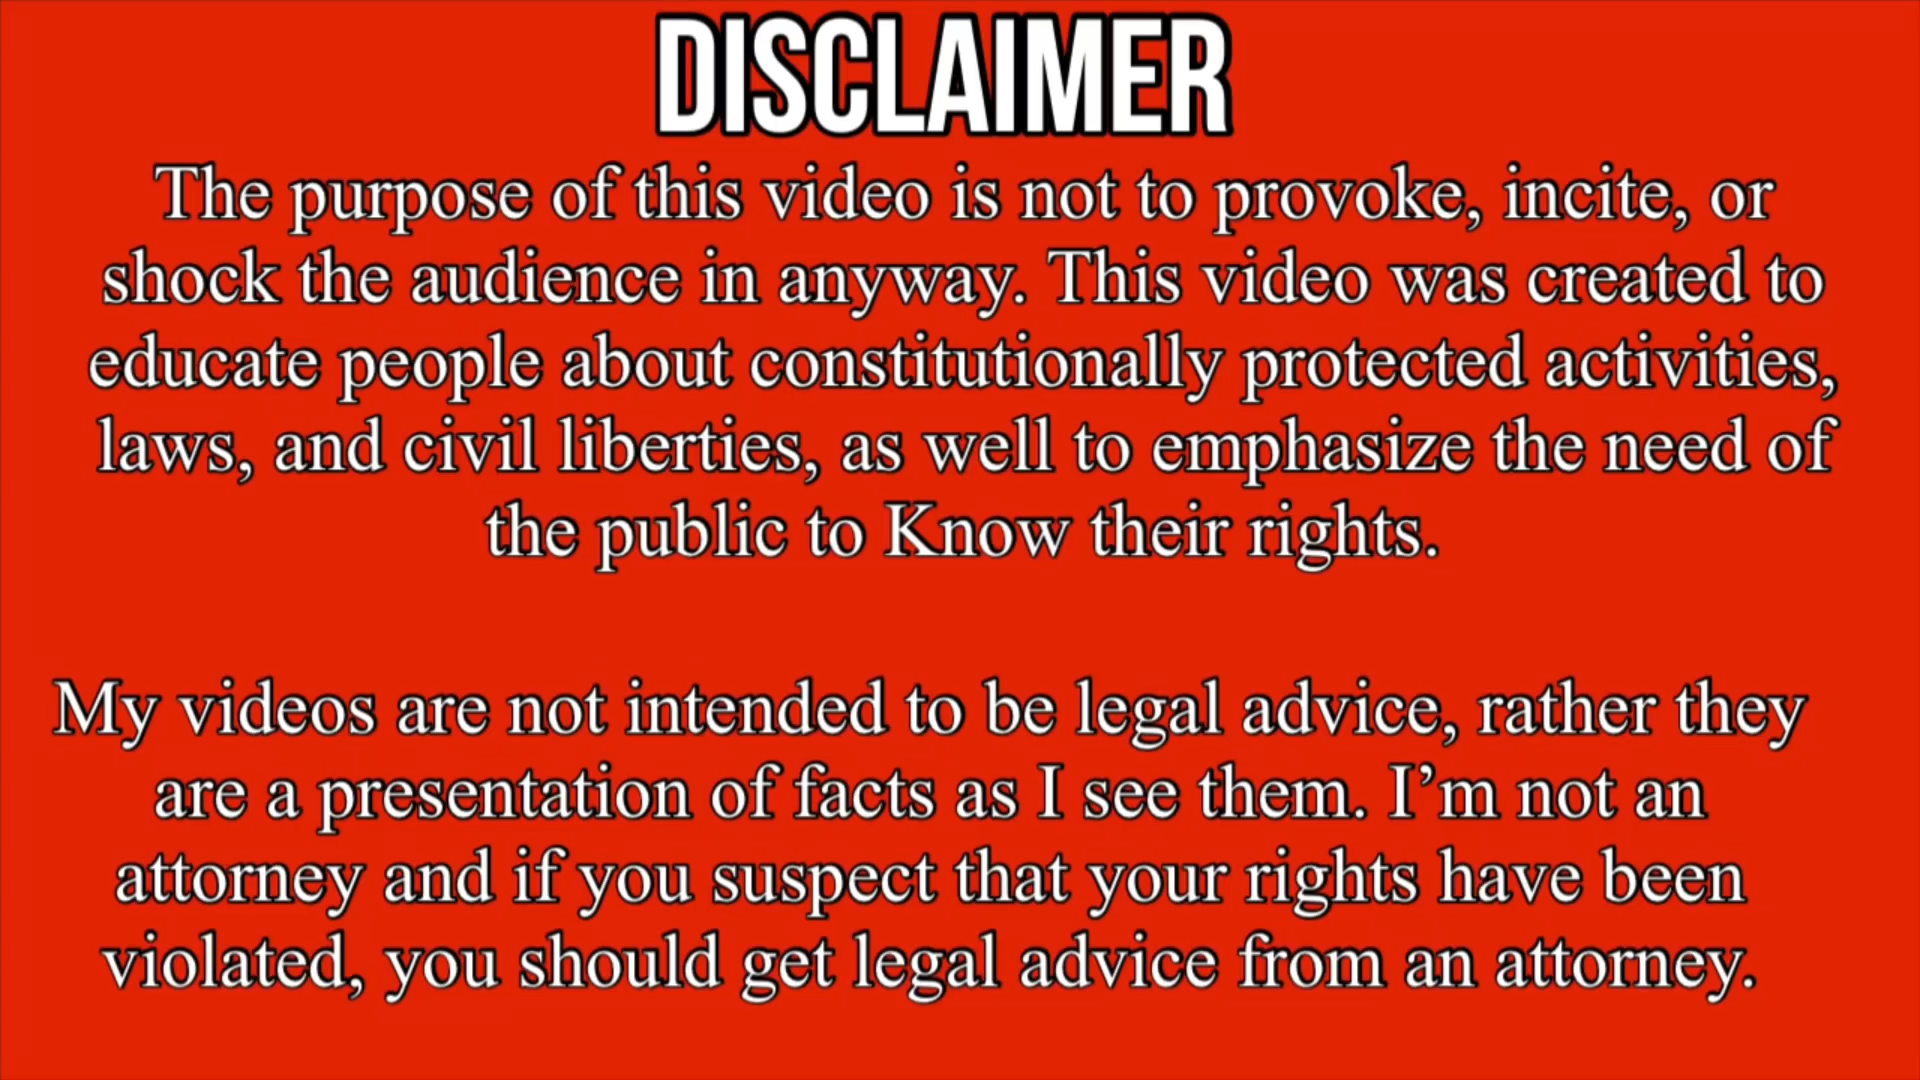 DISCLAIMER
The purpose of this video is not to provoke, incite, or
shock the audience in anyway. This video was created to
educate people about constitutionally protected activities,
laws, and civil liberties, as well to emphasize the need of
the public to Know their rights.
My videos are not intended to be legal advice, rather they
are a presentation of facts as I see them. I’m not an
attorney and if you suspect that your rights have been
violated, you should get legal advice from an attorney.